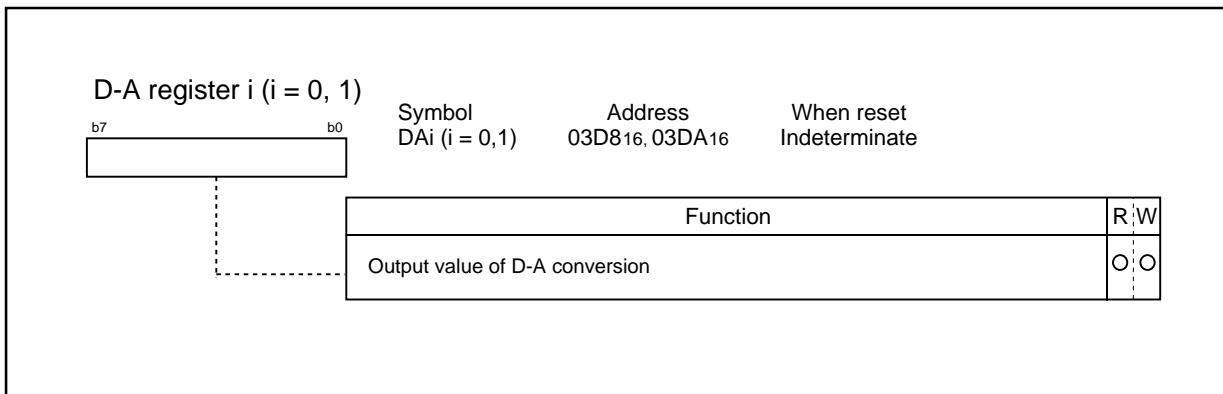 D-A register i (i = 0, 1)
b7 b0
Symbol Address When reset
DAi (i = 0,1) 03D816, 03DA16 Indeterminate
Function R W
Output value of D-A conversion O O